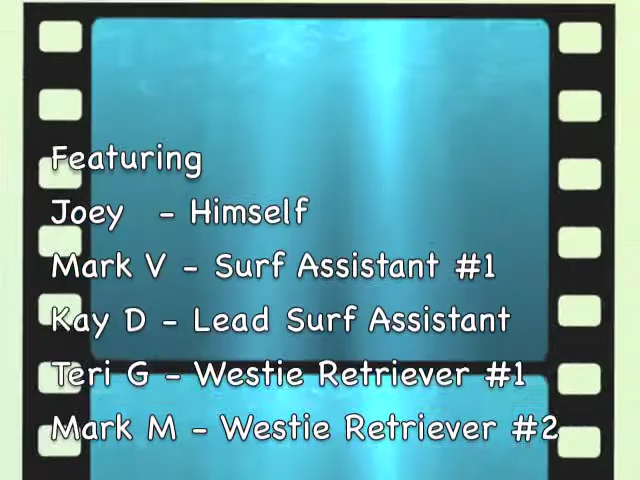 Featuring
Joey - Himself
Mark V - Surf Assistant #1
Kay D - Lead Surf Assistant
Teri G - Westie Retriever #1
Mark M - Westie Retriever #2